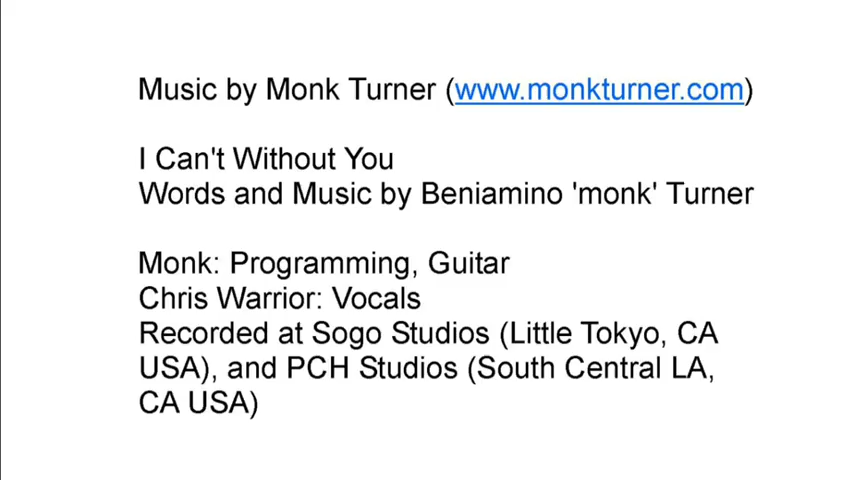 Music by Monk Turner (www.monkturner.com)
I Can't Without You
Words and Music by Beniamino 'monk' Turner
Monk: Programming, Guitar
Chris Warrior: Vocals
Recorded at Sogo Studios (Little Tokyo, CA
USA), and PCH Studios (South Central LA,
CA USA)